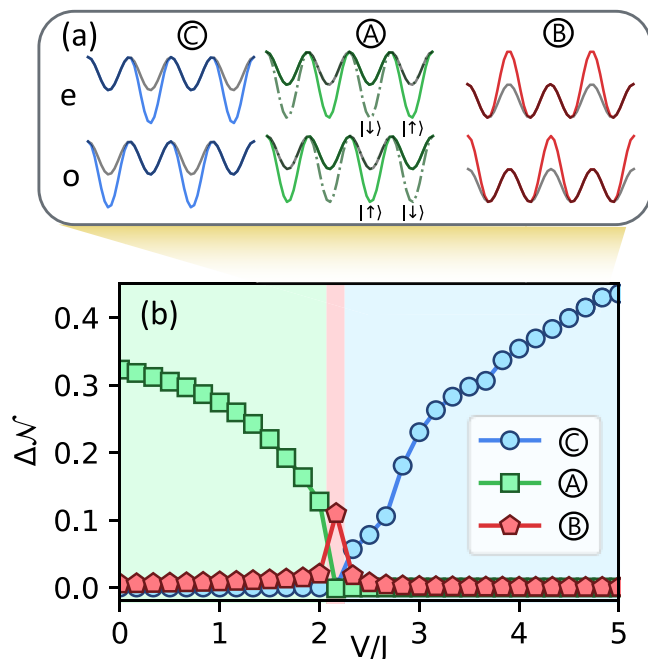 (a) Ⓒ Ⓐ Ⓑ
e
|↓⟩ |↑⟩
o
|↑⟩ |↓⟩
(b)
0.4
0.3
0.2
0.1
0.0
Δ𝒩
Ⓒ
Ⓐ
Ⓑ
0 1 2 3 4 5
V/J